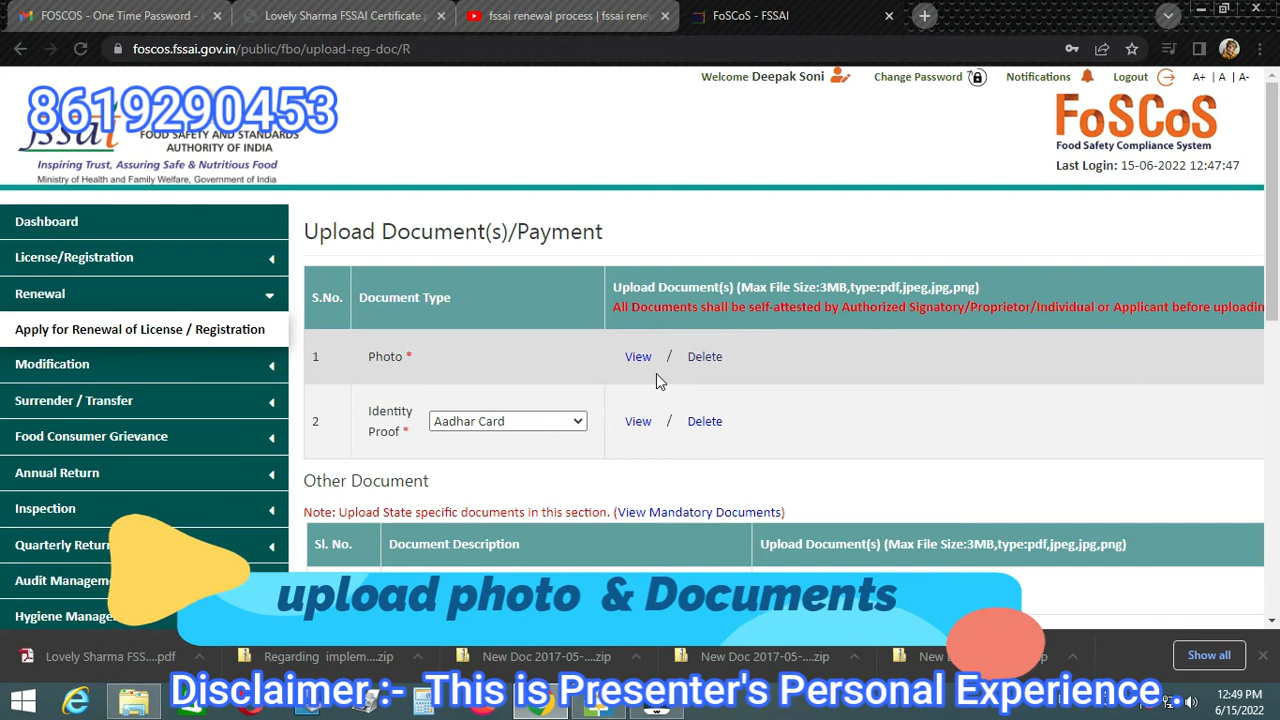 FOSCOS - One Time Password -
Lovely Sharma FSSAI Certificate.p
fssai renewal process | fssai rene
FoSCoS - FSSAI
foscos.fssai.gov.in/public/fbo/upload-reg-doc/R
Welcome Deepak Soni
Change Password
Notifications
Logout
A+ | A | A-
8619290453
fssai
FOOD SAFETY AND STANDARDS
AUTHORITY OF INDIA
Inspiring Trust, Assuring Safe & Nutritious Food
Ministry of Health and Family Welfare, Government of India
FoSCoS
Food Safety Compliance System
Last Login: 15-06-2022 12:47:47
Dashboard
License/Registration
Renewal
Apply for Renewal of License / Registration
Modification
Surrender / Transfer
Food Consumer Grievance
Annual Return
Inspection
Quarterly Return
Audit Managem
Hygiene Manage
Upload Document(s)/Payment
S.No.
Document Type
Upload Document(s) (Max File Size:3MB,type:pdf,jpeg,jpg,png)
All Documents shall be self-attested by Authorized Signatory/Proprietor/Individual or Applicant before uploadin
1
Photo *
View / Delete
2
Identity
Proof *
Aadhar Card
View / Delete
Other Document
Note: Upload State specific documents in this section. (View Mandatory Documents)
Sl. No.
Document Description
Upload Document(s) (Max File Size:3MB,type:pdf,jpeg,jpg,png)
upload photo & Documents
Lovely Sharma FSS....pdf
Regarding implem....zip
New Doc 2017-05-....zip
New Doc 2017-05-....zip
Show all
Disclaimer :- This is Presenter's Personal Experience.
12:49 PM
6/15/2022